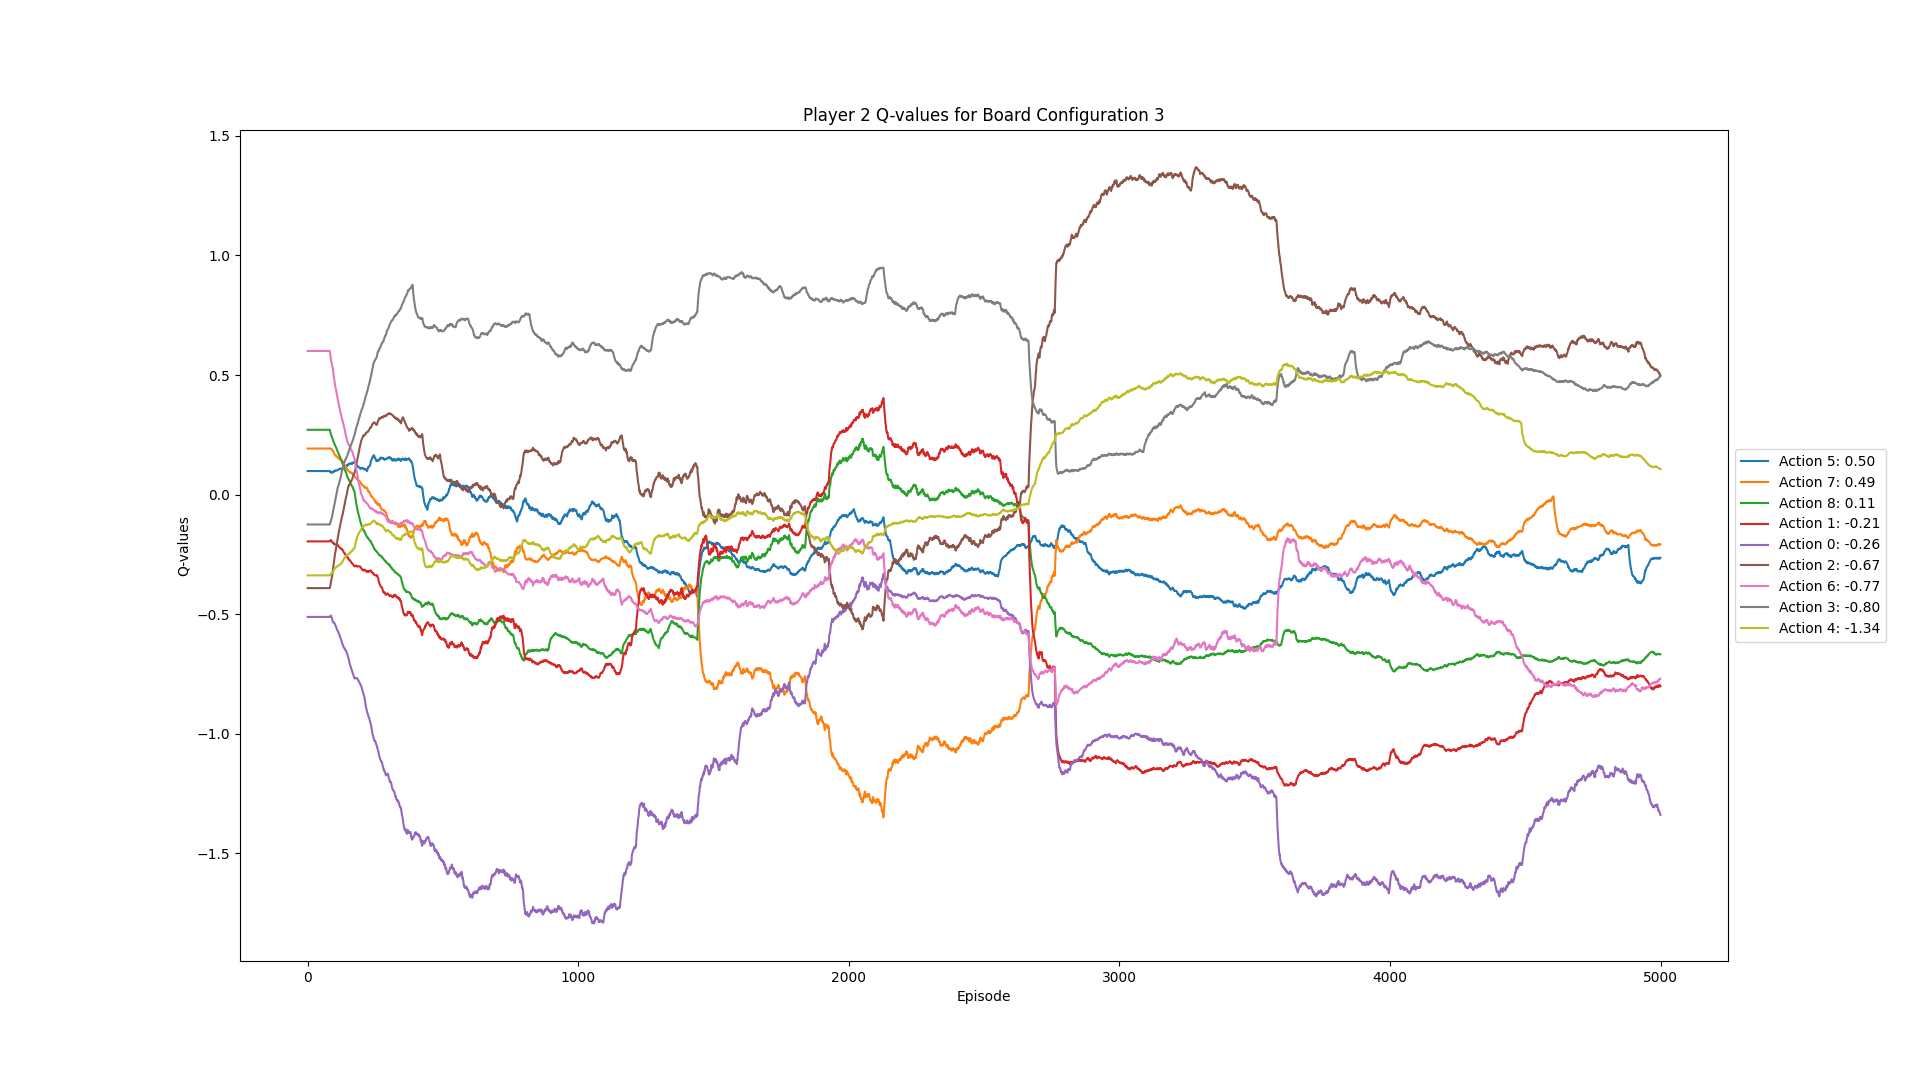 Player 2 Q-values for Board Configuration 3
1.5
1.0
0.5
0.0
−0.5
−1.0
−1.5
Q-values
0
1000
2000
3000
4000
5000
Episode
Action 5: 0.50
Action 7: 0.49
Action 8: 0.11
Action 1: -0.21
Action 0: -0.26
Action 2: -0.67
Action 6: -0.77
Action 3: -0.80
Action 4: -1.34